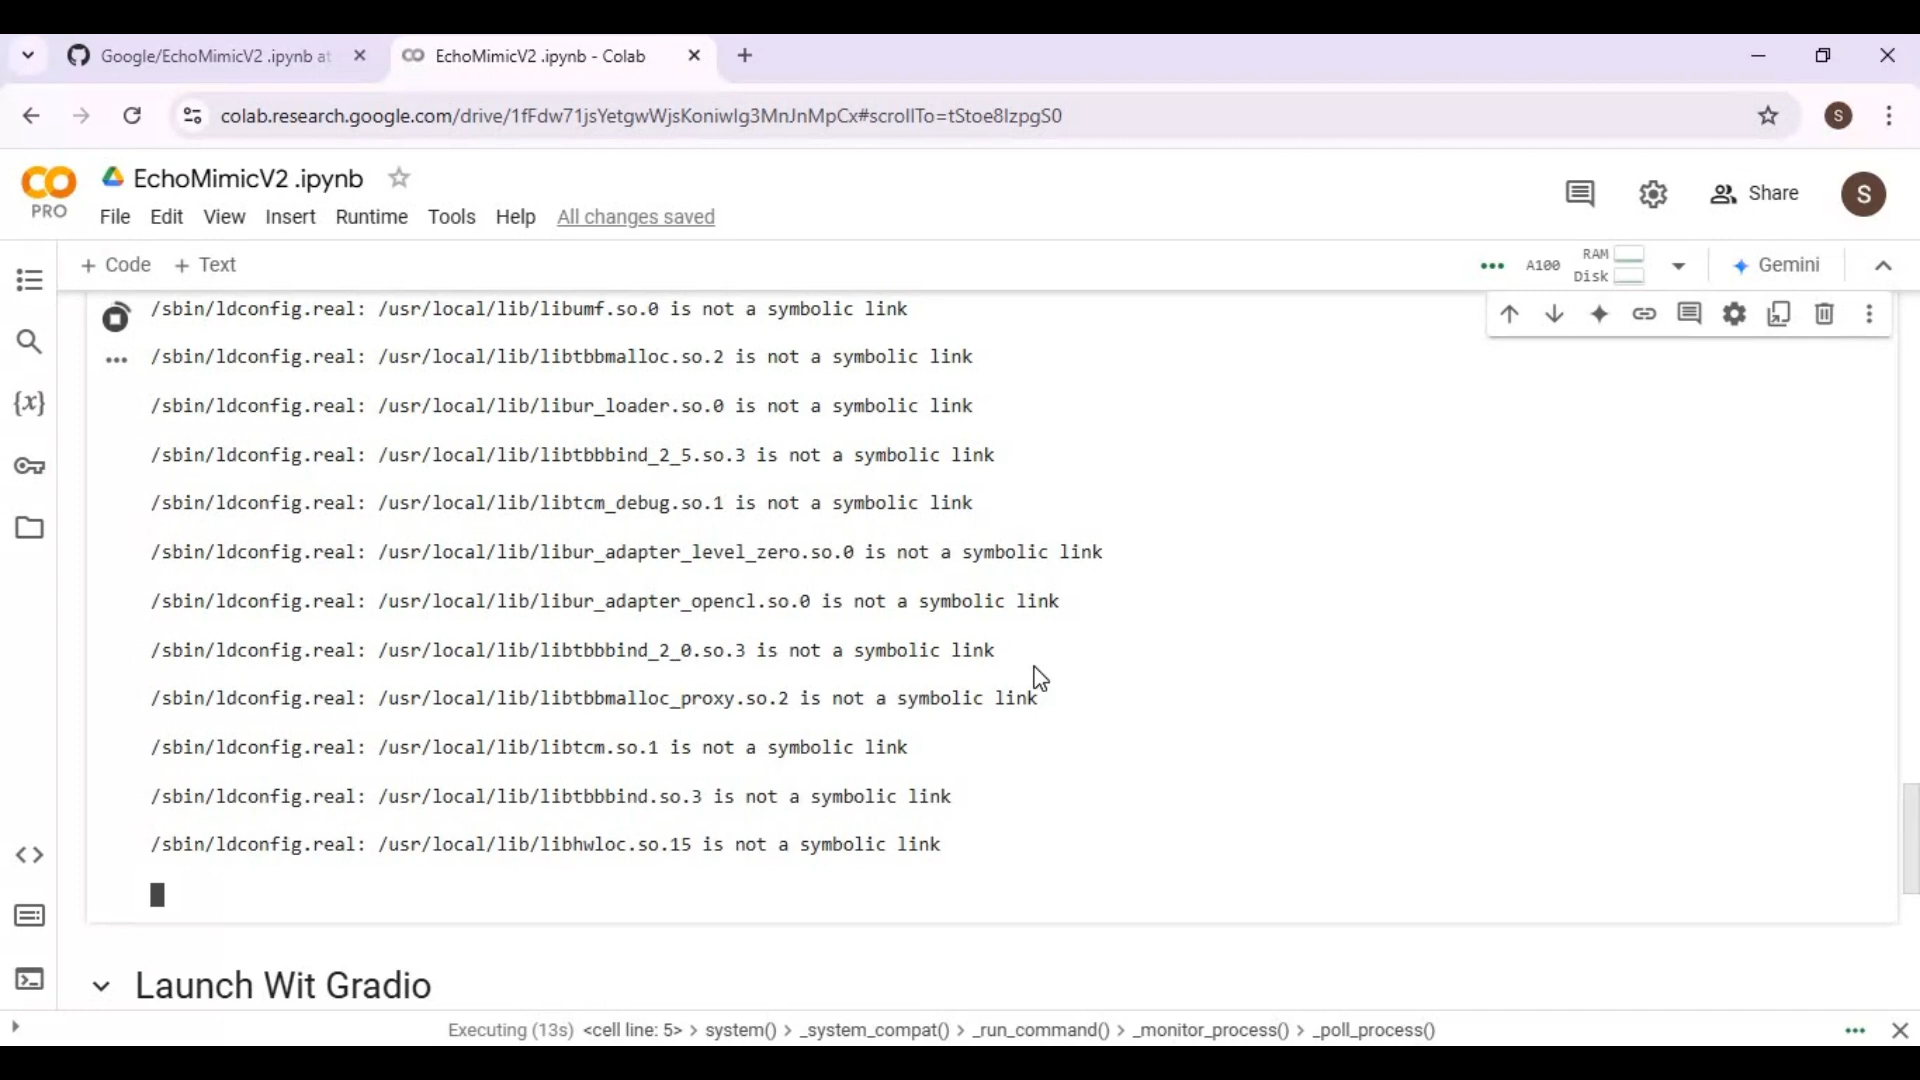 Google/EchoMimicV2 .ipynb at
EchoMimicV2 .ipynb - Colab
colab.research.google.com/drive/1fFdw71jsYetgwWjsKoniwIg3MnJnMpCx#scrollTo=tStoe8IzpgS0
S
CO
PRO
EchoMimicV2 .ipynb
File Edit View Insert Runtime Tools Help All changes saved
Share
S
+ Code + Text
A100
RAM
Disk
Gemini
/sbin/ldconfig.real: /usr/local/lib/libumf.so.0 is not a symbolic link
/sbin/ldconfig.real: /usr/local/lib/libtbbmalloc.so.2 is not a symbolic link
/sbin/ldconfig.real: /usr/local/lib/libur_loader.so.0 is not a symbolic link
/sbin/ldconfig.real: /usr/local/lib/libtbbbind_2_5.so.3 is not a symbolic link
/sbin/ldconfig.real: /usr/local/lib/libtcm_debug.so.1 is not a symbolic link
/sbin/ldconfig.real: /usr/local/lib/libur_adapter_level_zero.so.0 is not a symbolic link
/sbin/ldconfig.real: /usr/local/lib/libur_adapter_opencl.so.0 is not a symbolic link
/sbin/ldconfig.real: /usr/local/lib/libtbbbind_2_0.so.3 is not a symbolic link
/sbin/ldconfig.real: /usr/local/lib/libtbbmalloc_proxy.so.2 is not a symbolic link
/sbin/ldconfig.real: /usr/local/lib/libtcm.so.1 is not a symbolic link
/sbin/ldconfig.real: /usr/local/lib/libtbbbind.so.3 is not a symbolic link
/sbin/ldconfig.real: /usr/local/lib/libhwloc.so.15 is not a symbolic link
Launch Wit Gradio
Executing (13s) <cell line: 5> > system() > _system_compat() > _run_command() > _monitor_process() > _poll_process()